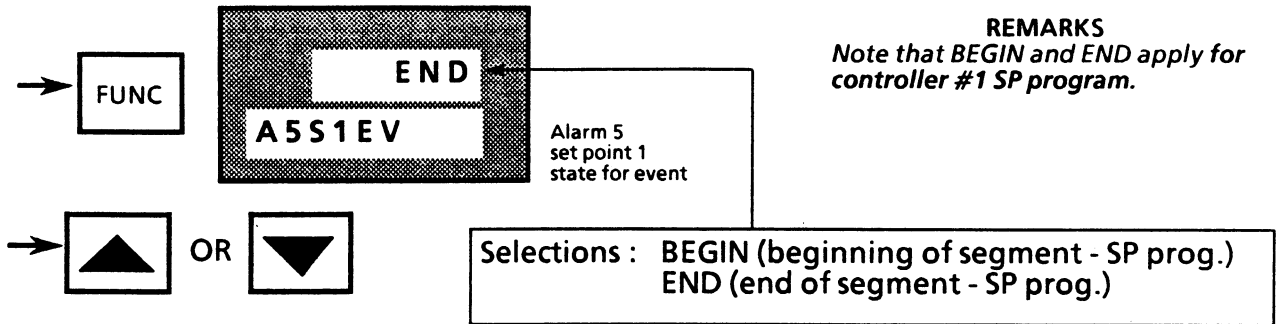 REMARKS
Note that BEGIN and END apply for
controller #1 SP program.
FUNC
END
A5S1EV
Alarm 5
set point 1
state for event
OR
Selections : BEGIN (beginning of segment - SP prog.)
END (end of segment - SP prog.)